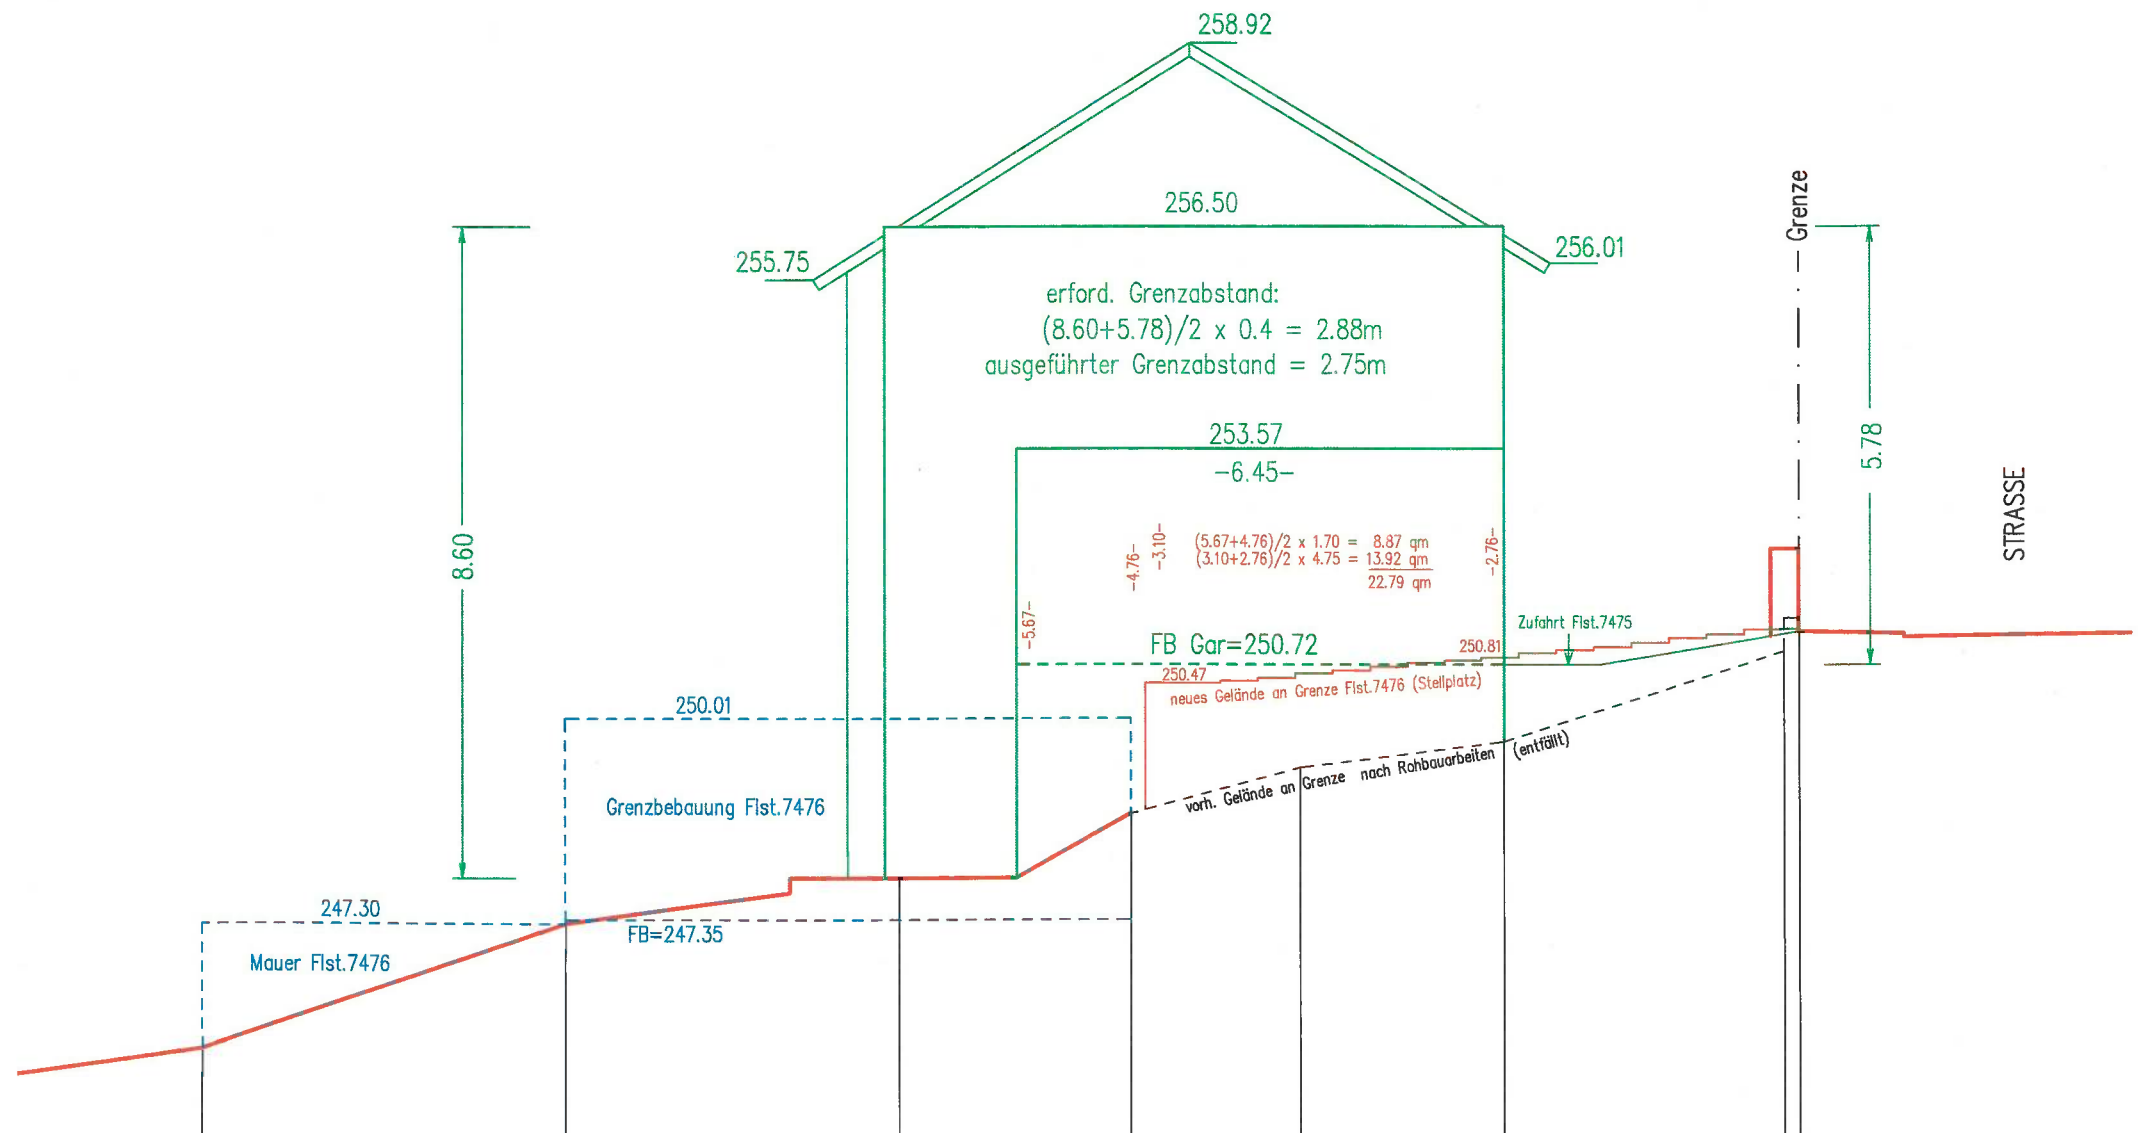 258.92
Grenze
256.50
255.75
256.01
erford. Grenzabstand:
(8.60+5.78)/2 x 0.4 = 2.88m
ausgeführter Grenzabstand = 2.75m
253.57
-6.45-
5.78
STRASSE
8.60
-4.76-
-3.10-
(5.67+4.76)/2 x 1.70 = 8.87 qm
(3.10+2.76)/2 x 4.75 = 13.92 qm
22.79 qm
-2.76-
-5.67-
FB Gar=250.72
250.81
Zufahrt Flst.7475
250.47
neues Gelände an Grenze Flst.7476 (Stellplatz)
250.01
vorh. Gelände an Grenze nach Rohbauarbeiten (entfällt)
Grenzbebauung Flst.7476
247.30
FB=247.35
Mauer Flst.7476